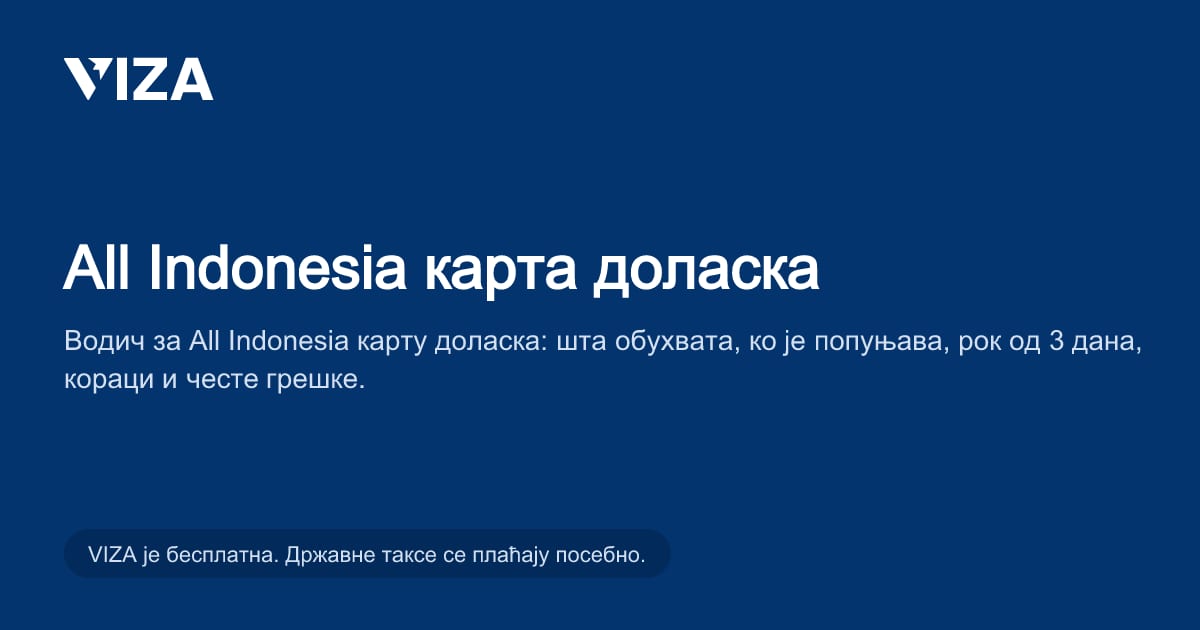 VIZA
All Indonesia карта доласка
Водич за All Indonesia карту доласка: шта обухвата, ко је попуњава, рок од 3 дана,
кораци и честе грешке.
VIZA је бесплатна. Државне таксе се плаћају посебно.